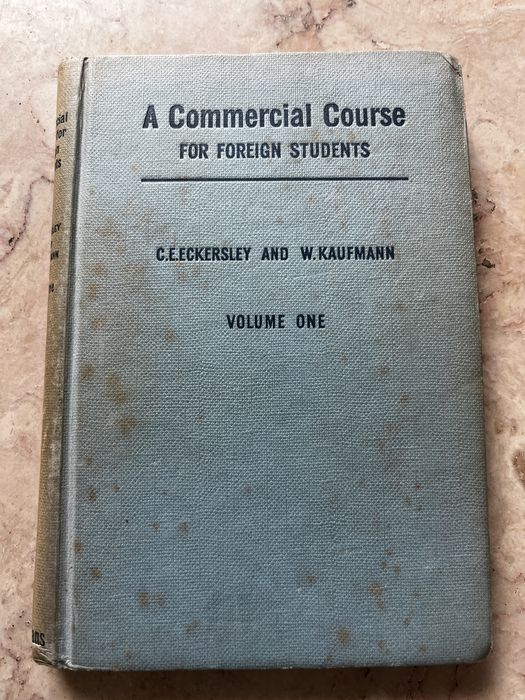 A Commercial Course
FOR FOREIGN STUDENTS
C.E.ECKERSLEY AND W.KAUFMANN
VOLUME ONE